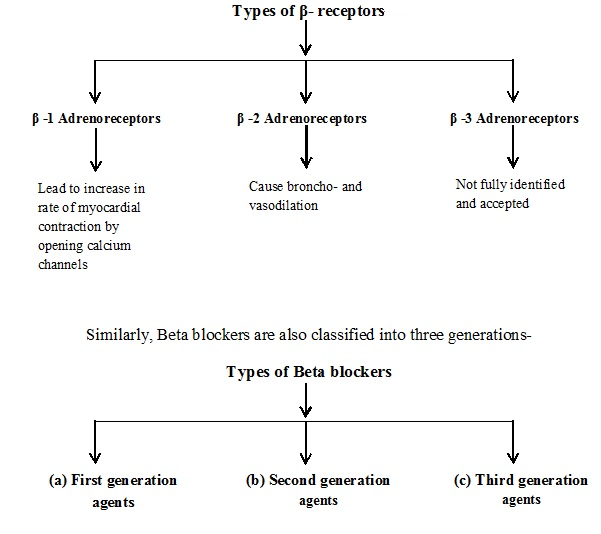 Types of β- receptors
β -1 Adrenoreceptors
β -2 Adrenoreceptors
β -3 Adrenoreceptors
Lead to increase in
rate of myocardial
contraction by
opening calcium
channels
Cause broncho- and
vasodilation
Not fully identified
and accepted
Similarly, Beta blockers are also classified into three generations-
Types of Beta blockers
(a) First generation
agents
(b) Second generation
agents
(c) Third generation
agents